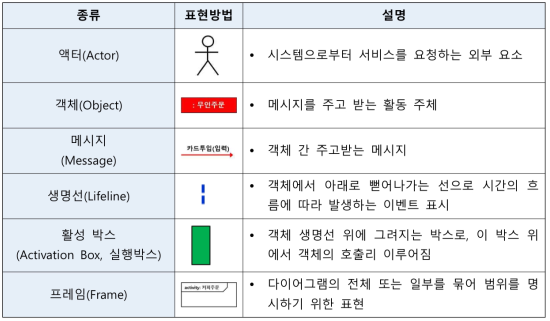 종류 표현방법 설명
액터(Actor) • 시스템으로부터 서비스를 요청하는 외부 요소
객체(Object) : 무인주문 • 메시지를 주고 받는 활동 주체
메시지
(Message) 카드투입(입력) • 객체 간 주고받는 메시지
생명선(Lifeline) • 객체에서 아래로 뻗어나가는 선으로 시간의 흐
름에 따라 발생하는 이벤트 표시
활성 박스
(Activation Box, 실행박스) • 객체 생명선 위에 그려지는 박스로, 이 박스 위
에서 객체의 호출리 이루어짐
프레임(Frame) activity: 커피주문 • 다이어그램의 전체 또는 일부를 묶어 범위를 명
시하기 위한 표현